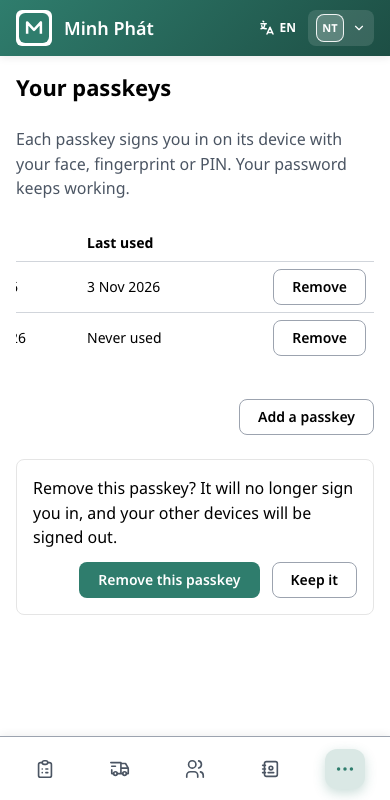 Minh Phát
EN
NT
Your passkeys
Each passkey signs you in on its device with
your face, fingerprint or PIN. Your password
keeps working.
Last used
3 Nov 2026
Remove
26
Never used
Remove
Add a passkey
Remove this passkey? It will no longer sign
you in, and your other devices will be
signed out.
Remove this passkey
Keep it